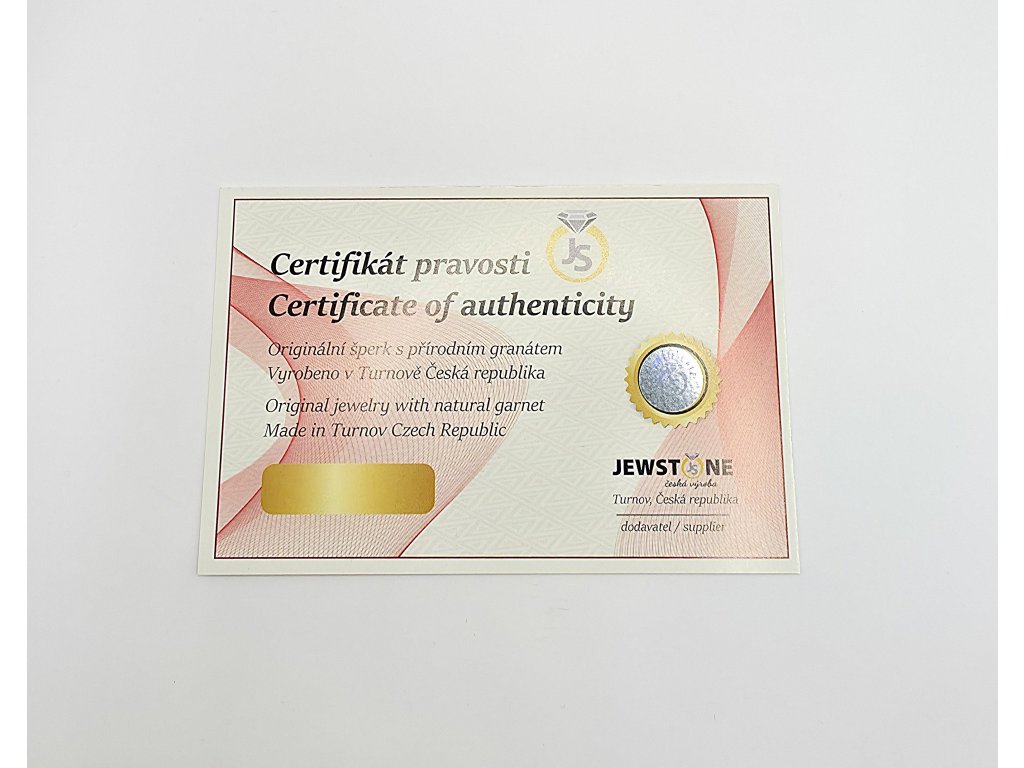 JS
Certifikát pravosti
Certificate of authenticity
Originální šperk s přírodním granátem
Vyrobeno v Turnově Česká republika
Original jewelry with natural garnet
Made in Turnov Czech Republic
JEWSTONE
česká výroba
Turnov, Česká republika
dodavatel / supplier